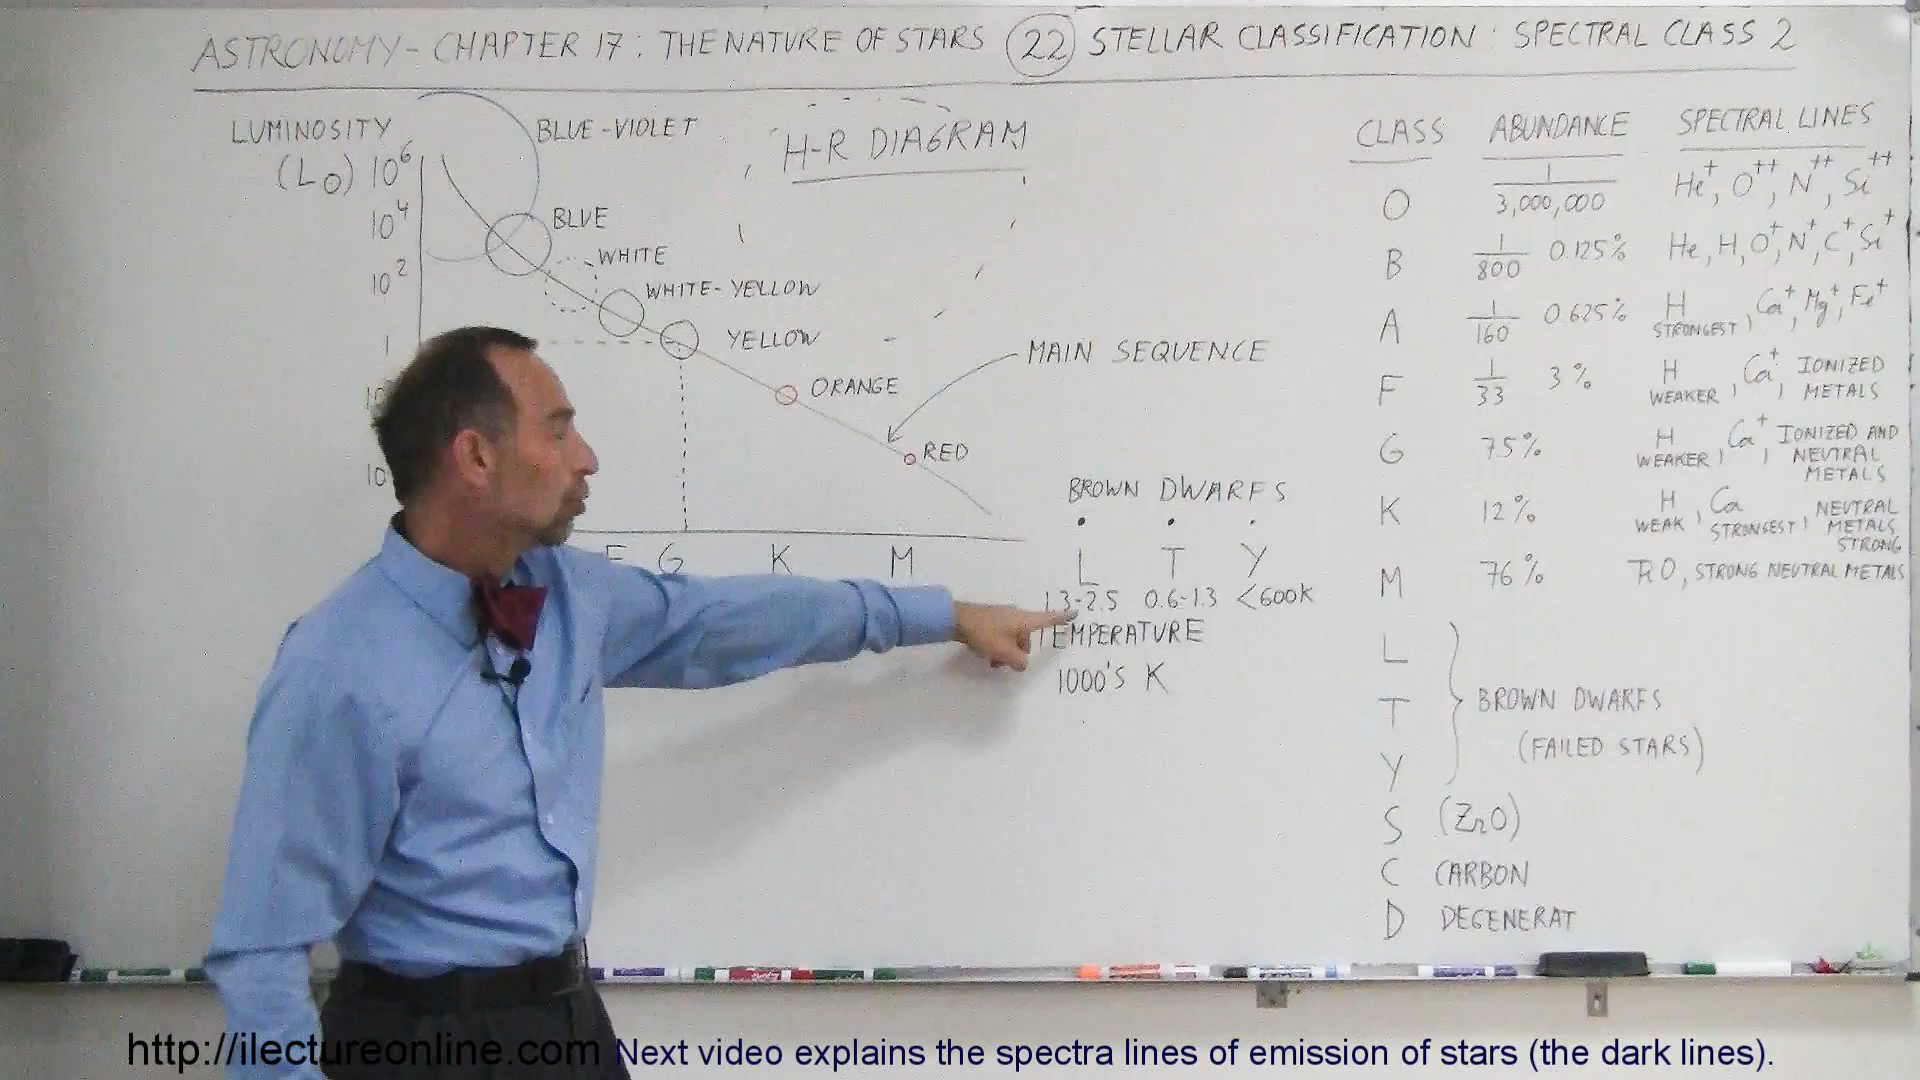 ASTRONOMY - CHAPTER 17: THE NATURE OF STARS (22) STELLAR CLASSIFICATION: SPECTRAL CLASS 2
LUMINOSITY
(L⊙) 10⁶
10⁴
10²
1
10
BLUE-VIOLET
H-R DIAGRAM
BLUE
WHITE
WHITE-YELLOW
YELLOW
MAIN SEQUENCE
ORANGE
RED
BROWN DWARFS
F G K M L T Y
1.3-2.5 0.6-1.3 <600K
TEMPERATURE
1000'S K
CLASS ABUNDANCE SPECTRAL LINES
O 1/3,000,000 He⁺, O⁺⁺, N⁺⁺, Si⁺⁺
B 1/800 0.125% He, H, O⁺, N⁺, C⁺, Si⁺
A 1/160 0.625% H STRONGEST, Ca⁺, Mg⁺, Fe⁺
F 1/33 3% H WEAKER, Ca⁺, IONIZED METALS
G 7.5% H WEAKER, Ca⁺, IONIZED AND NEUTRAL METALS
K 12% H WEAK, Ca STRONGEST, NEUTRAL METALS STRONG
M 76% TiO, STRONG NEUTRAL METALS
L
T BROWN DWARFS
(FAILED STARS)
Y
S (ZrO)
C CARBON
D DEGENERAT
http://ilectureonline.com Next video explains the spectra lines of emission of stars (the dark lines).